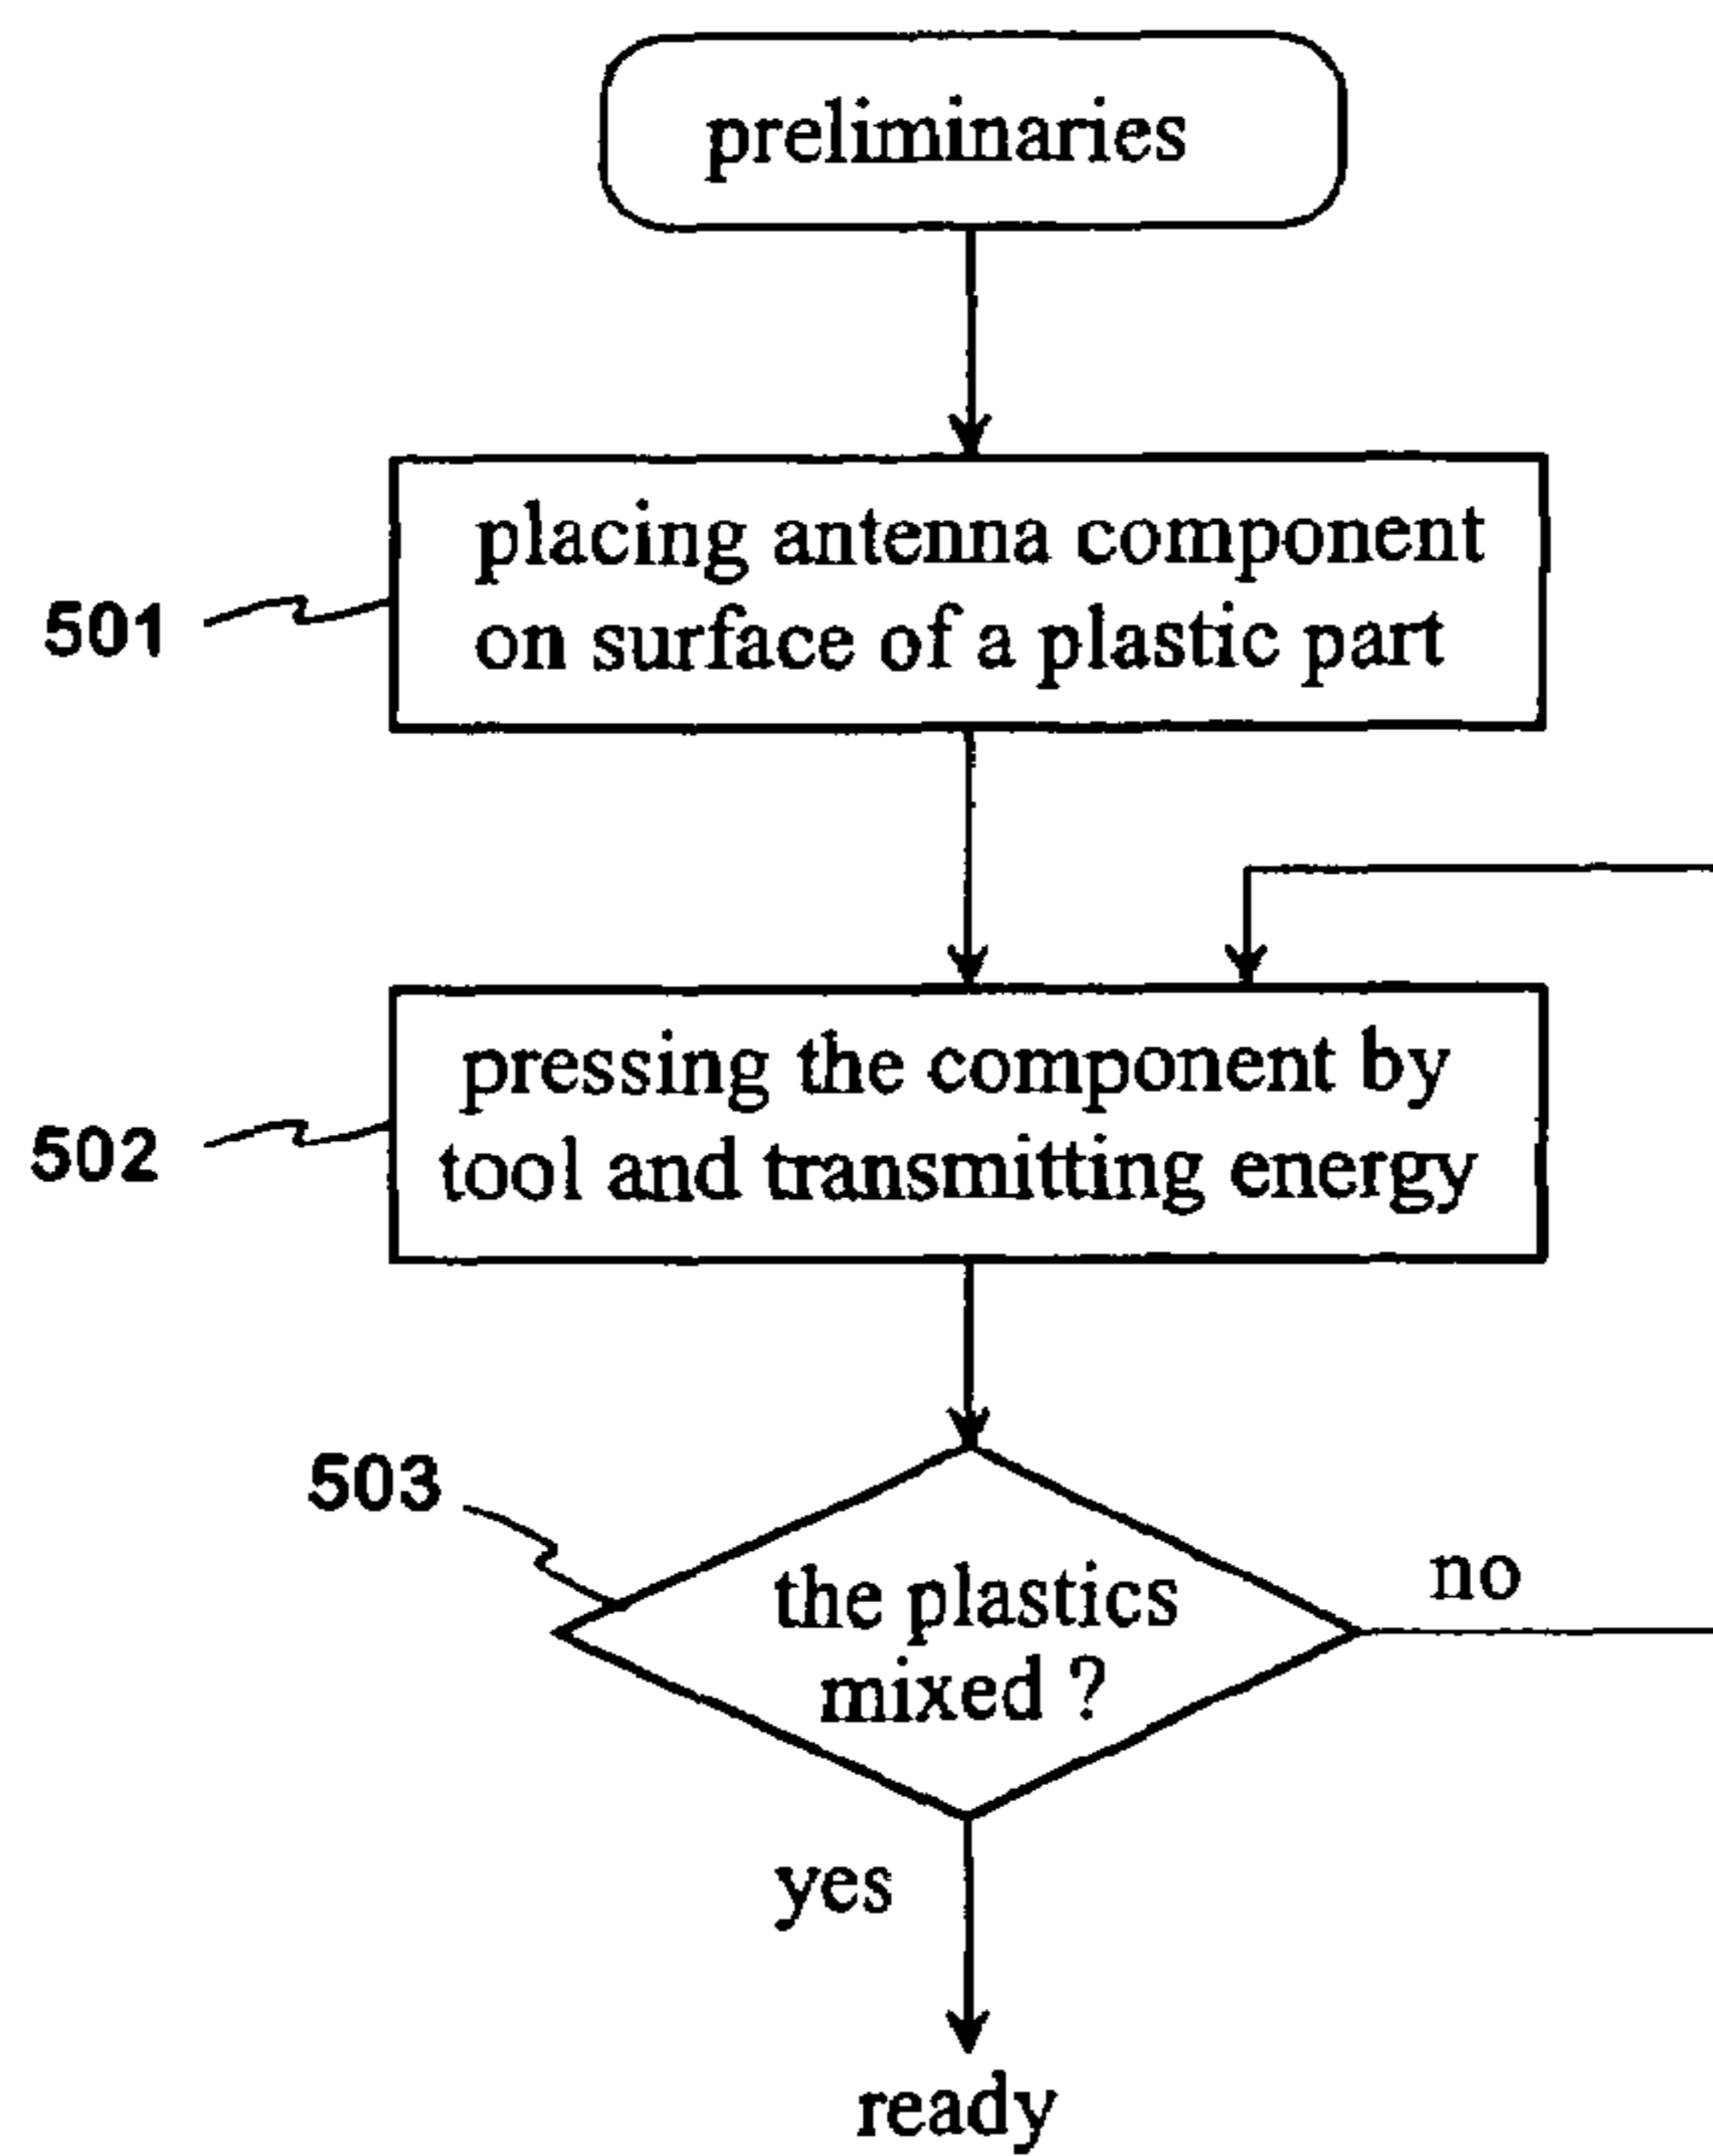 preliminaries
placing antenna component
on surface of a plastic part
501
pressing the component by
tool and transmitting energy
502
503
the plastics
mixed ?
no
yes
ready